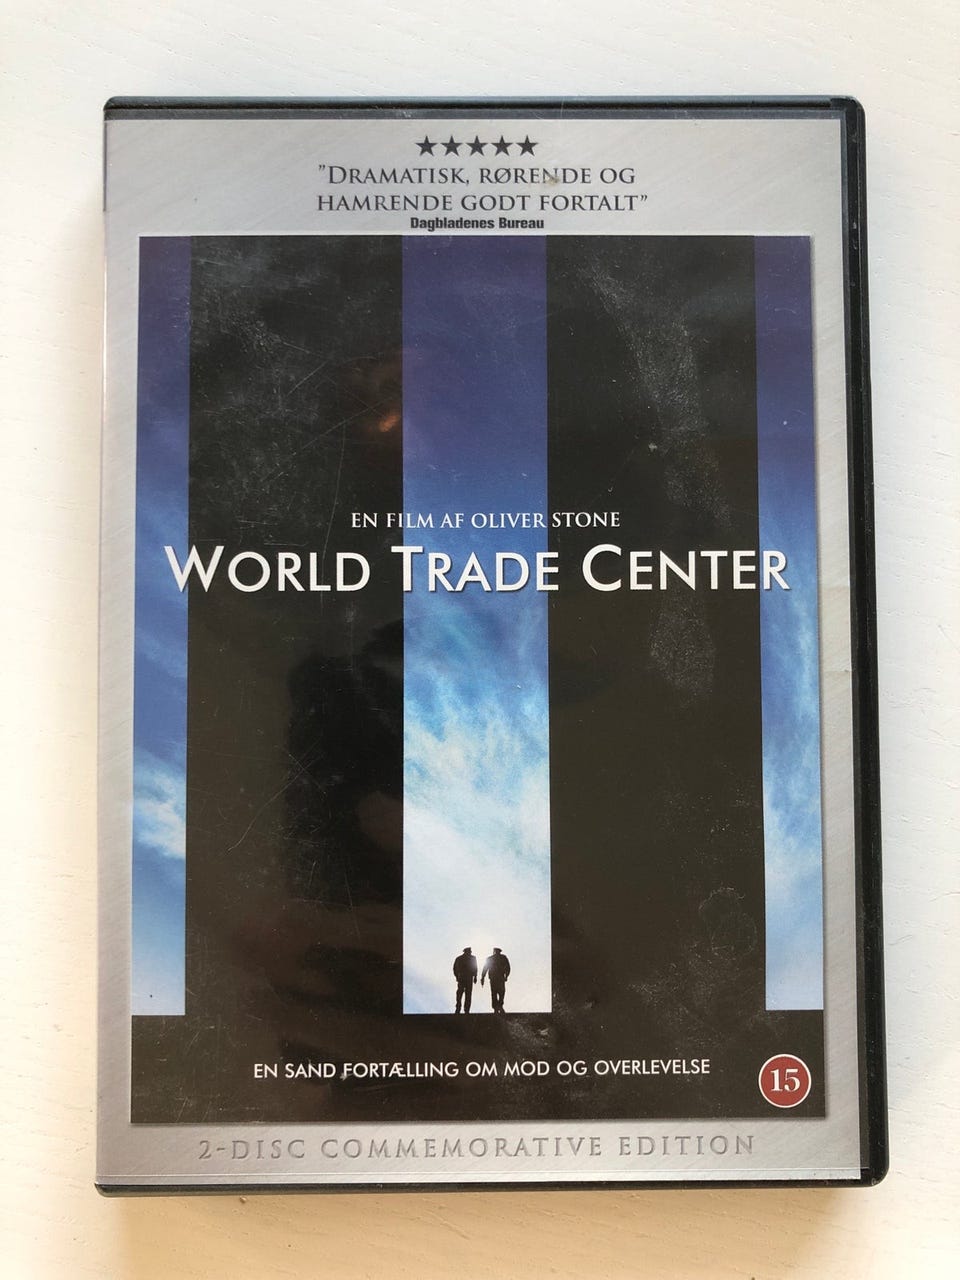 ★★★★★
”DRAMATISK, RØRENDE OG
HAMRENDE GODT FORTALT”
Dagbladenes Bureau
EN FILM AF OLIVER STONE
WORLD TRADE CENTER
EN SAND FORTÆLLING OM MOD OG OVERLEVELSE
15
2-DISC COMMEMORATIVE EDITION